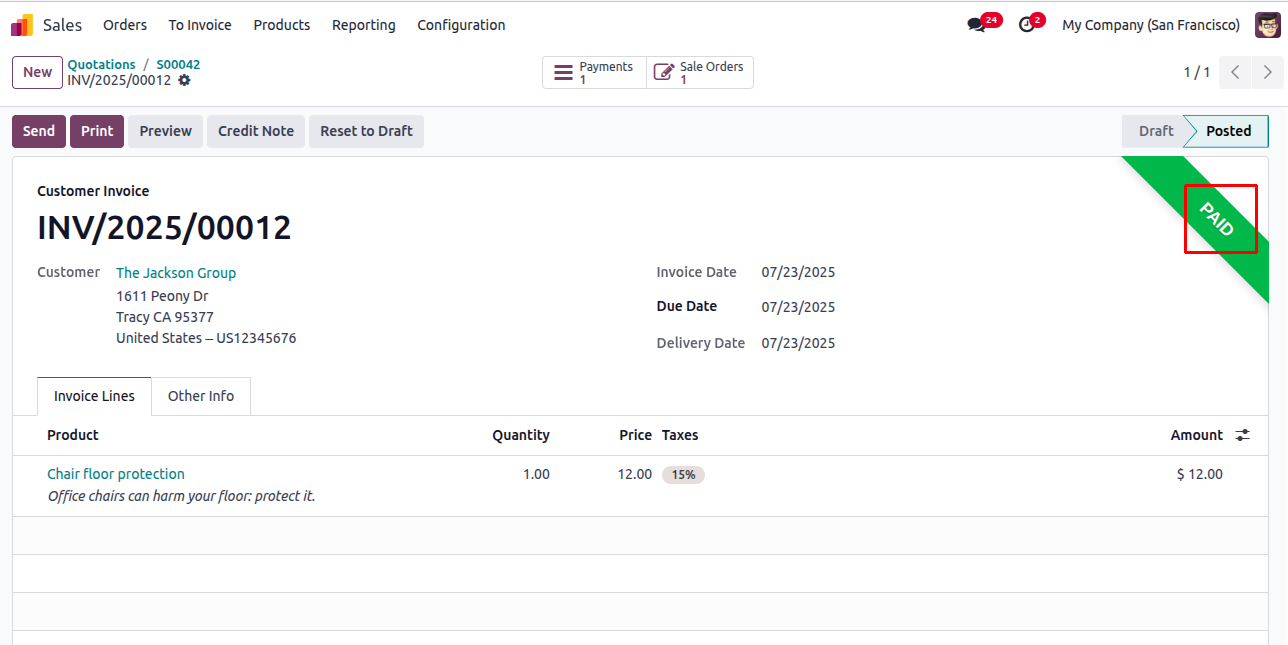 Sales Orders To Invoice Products Reporting Configuration 24 2 My Company (San Francisco)
New Quotations / S00042 Payments Sale Orders
INV/2025/00012 1 1 1 / 1
Send Print Preview Credit Note Reset to Draft Draft Posted
PAID
Customer Invoice
INV/2025/00012
Customer The Jackson Group Invoice Date 07/23/2025
1611 Peony Dr
Tracy CA 95377 Due Date 07/23/2025
United States – US12345676 Delivery Date 07/23/2025
Invoice Lines Other Info
Product Quantity Price Taxes Amount
Chair floor protection 1.00 12.00 15% $ 12.00
Office chairs can harm your floor: protect it.